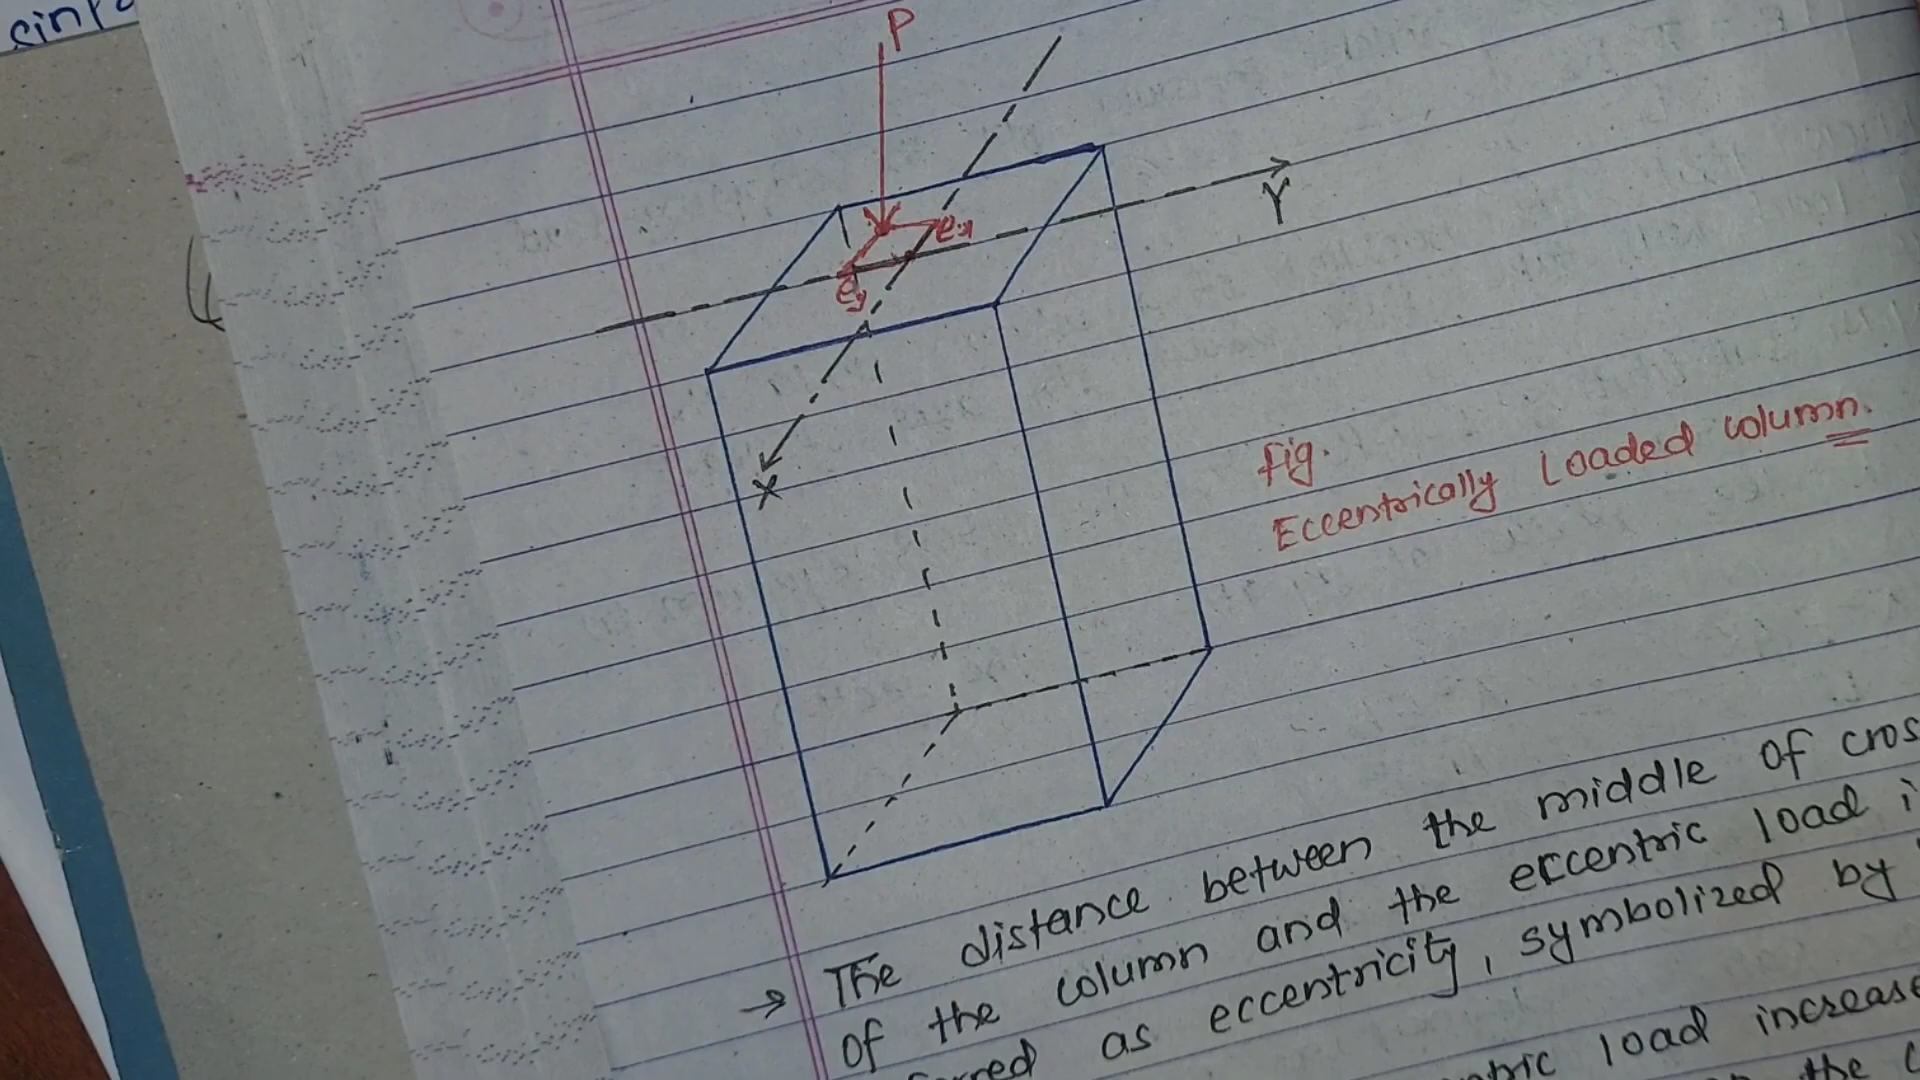 P
Y
ex
ey
X
fig.
Eccentrically Loaded column.
→ The distance between the middle of
of the column and the eccentric load
as eccentricity, symbolized by
load increase
the